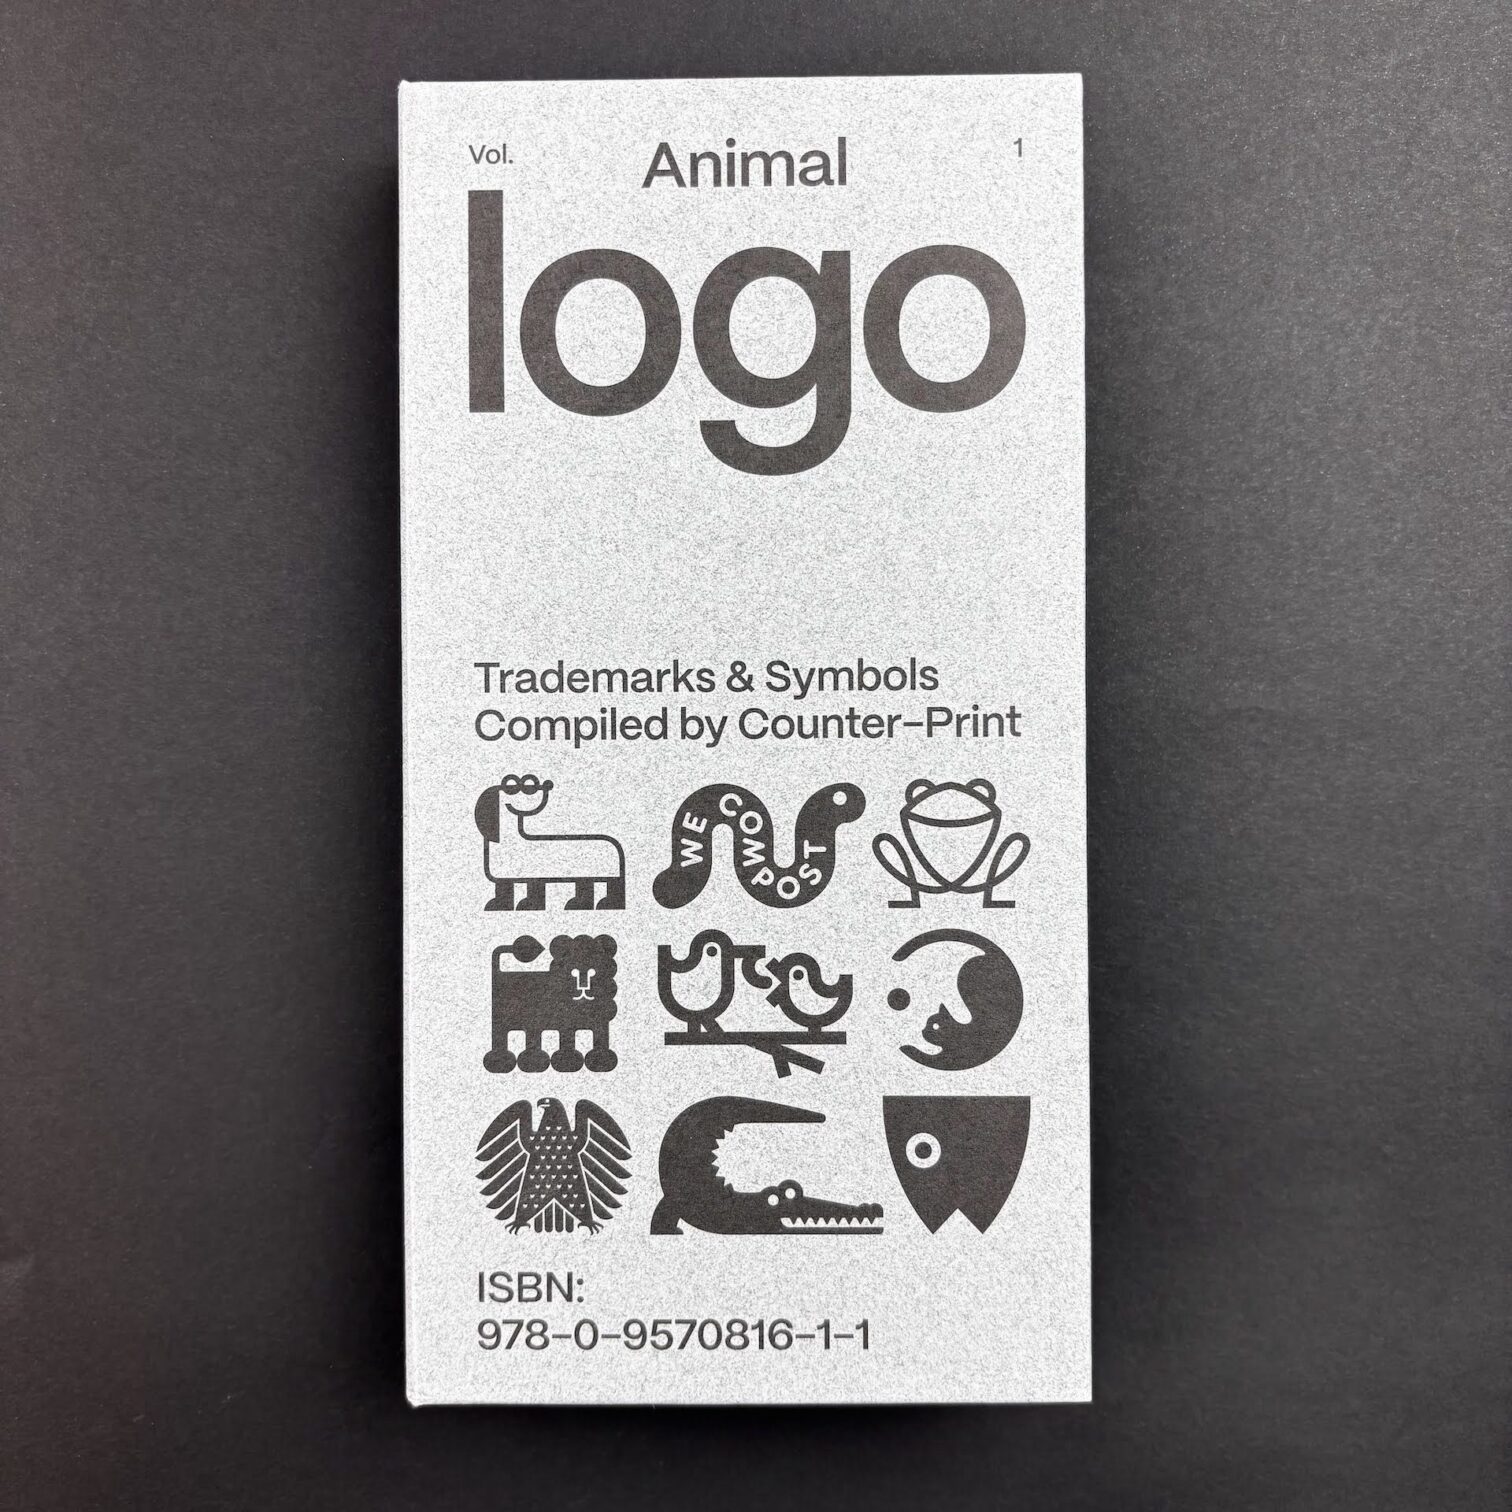 Vol. Animal 1
logo
Trademarks & Symbols
Compiled by Counter–Print
WE COMPOST
ISBN:
978–0–9570816–1–1